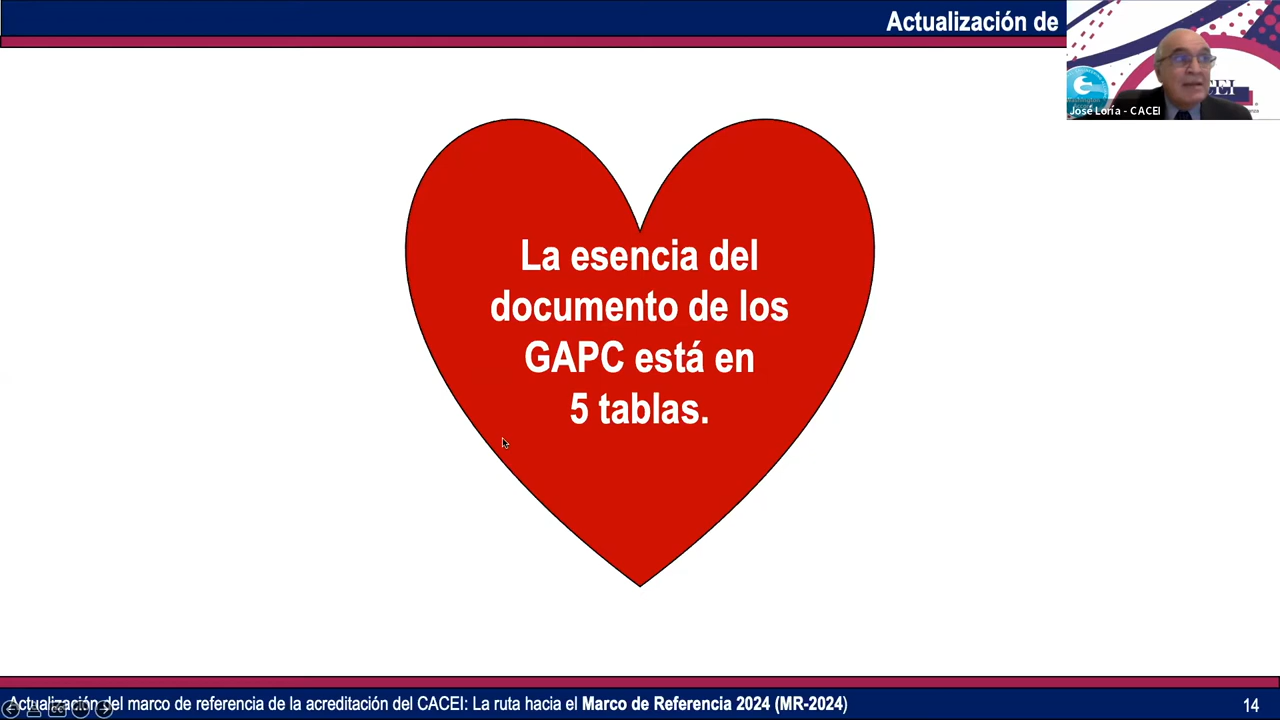 Actualización de
CEI
José Loría - CACEI
La esencia del
documento de los
GAPC está en
5 tablas.
Actualización del marco de referencia de la acreditación del CACEI: La ruta hacia el Marco de Referencia 2024 (MR-2024)
14